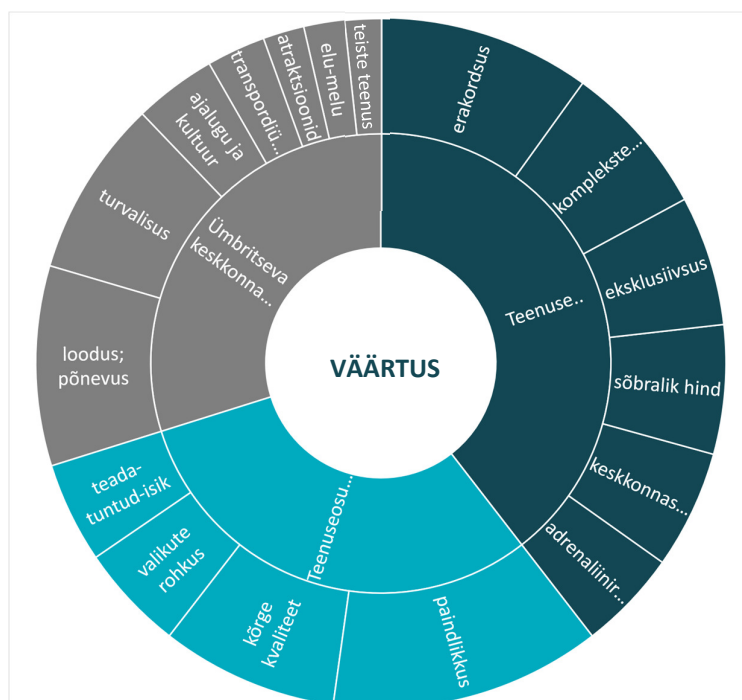 VÄÄRTUS
Teenuse..
erakordsus
komplekste...
eksklusiivsus
sõbralik hind
keskkonnas...
adrenaliinir...
Teenuseosu...
paindlikkus
kõrge
kvaliteet
valikute
rohkus
teada-
tuntud-isik
Ümbritseva
keskkonna...
loodus;
põnevus
turvalisus
ajalugu ja
kultuur
transpordiü...
atraktsioonid
elu-melu
teiste teenus